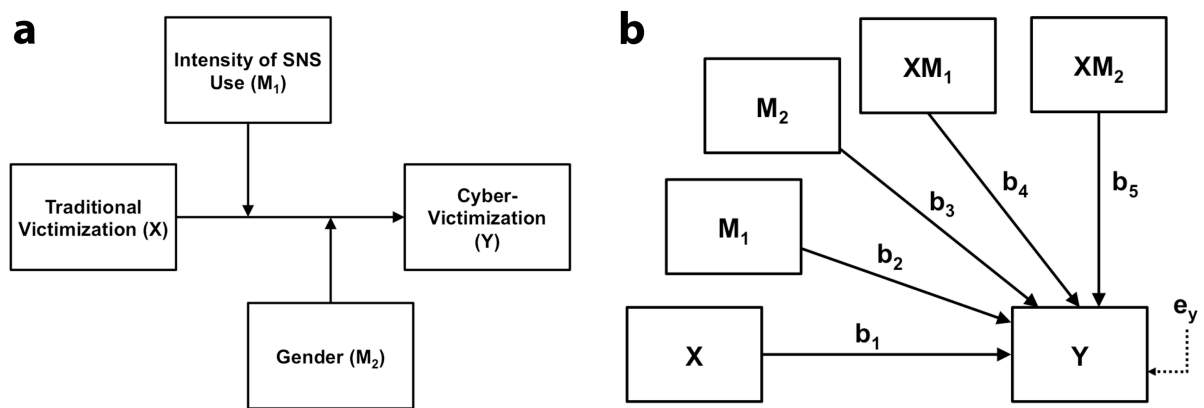 a
Intensity of SNS
Use (M₁)
Traditional
Victimization (X)
Cyber-
Victimization
(Y)
Gender (M₂)
b
XM₁
XM₂
M₂
M₁
X
Y
b₁
b₂
b₃
b₄
b₅
eᵧ